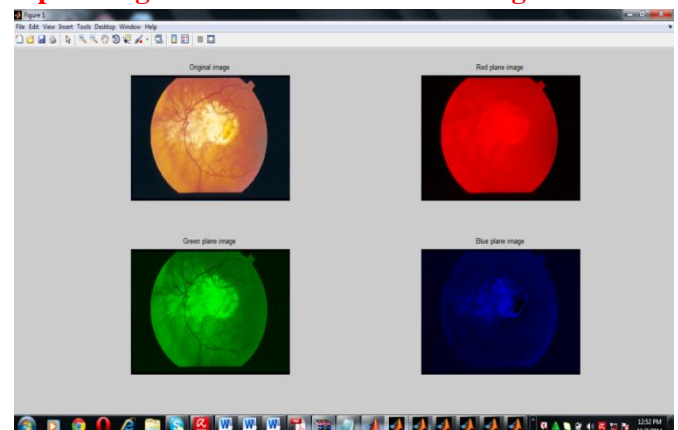 Figure 1
File Edit View Insert Tools Desktop Window Help
Original image
Red plane image
Green plane image
Blue plane image
12:52 PM